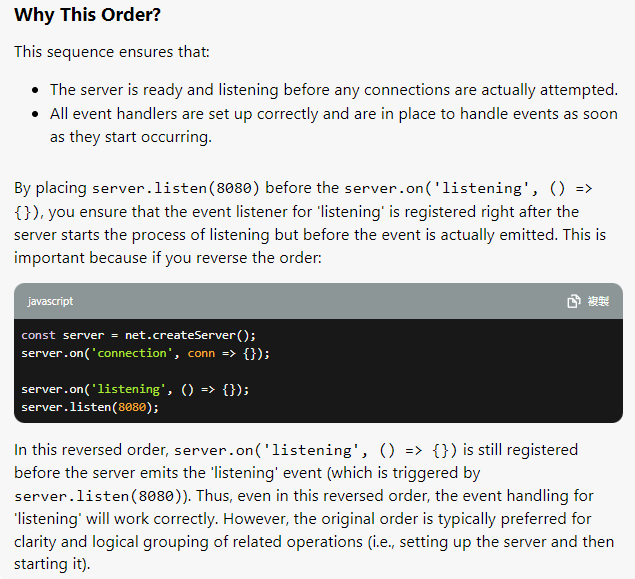 Why This Order?
This sequence ensures that:
• The server is ready and listening before any connections are actually attempted.
• All event handlers are set up correctly and are in place to handle events as soon
as they start occurring.
By placing server.listen(8080) before the server.on('listening', () =>
{}), you ensure that the event listener for 'listening' is registered right after the
server starts the process of listening but before the event is actually emitted. This is
important because if you reverse the order:
javascript 複製
const server = net.createServer();
server.on('connection', conn => {});
server.on('listening', () => {});
server.listen(8080);
In this reversed order, server.on('listening', () => {}) is still registered
before the server emits the 'listening' event (which is triggered by
server.listen(8080)). Thus, even in this reversed order, the event handling for
'listening' will work correctly. However, the original order is typically preferred for
clarity and logical grouping of related operations (i.e., setting up the server and then
starting it).